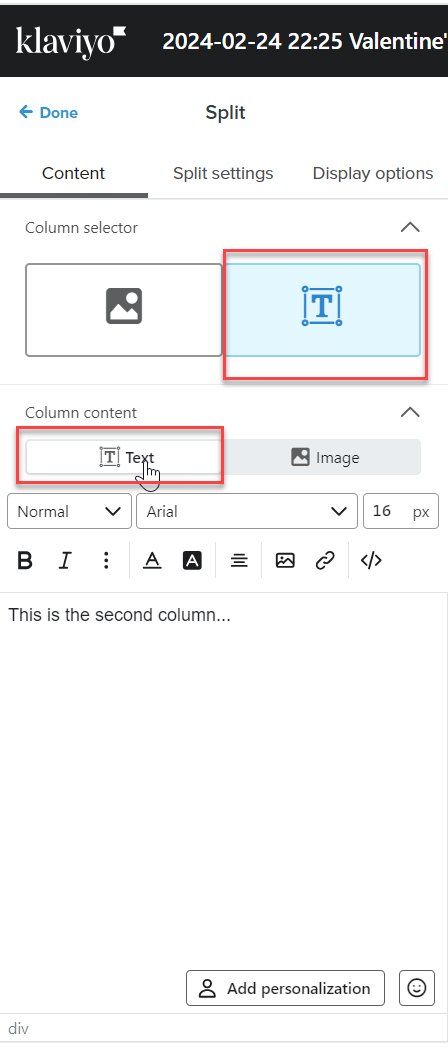 klaviyo 2024-02-24 22:25 Valentine'
Done Split
Content Split settings Display options
Column selector
T
Column content
T Text Image
Normal Arial 16 px
B I A A </>
This is the second column...
Add personalization
div